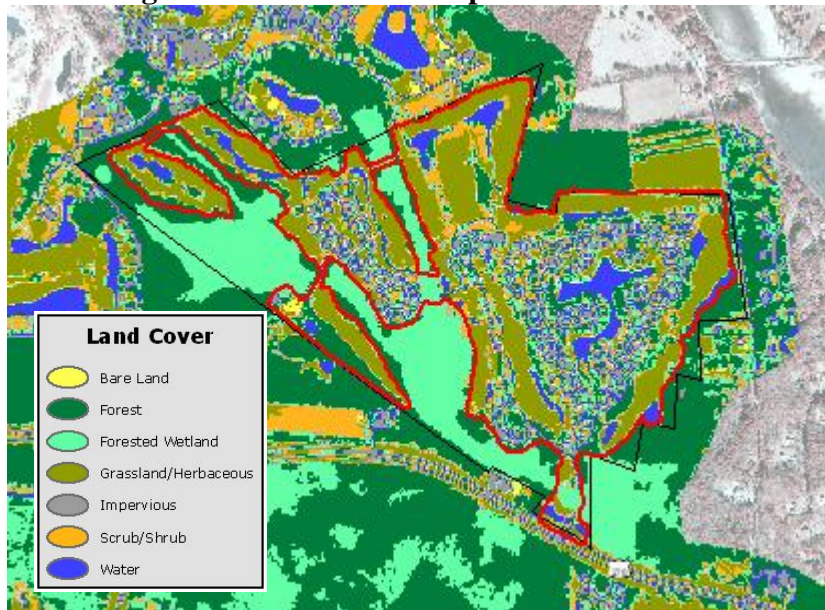 Land Cover
Bare Land
Forest
Forested Wetland
Grassland/Herbaceous
Impervious
Scrub/Shrub
Water